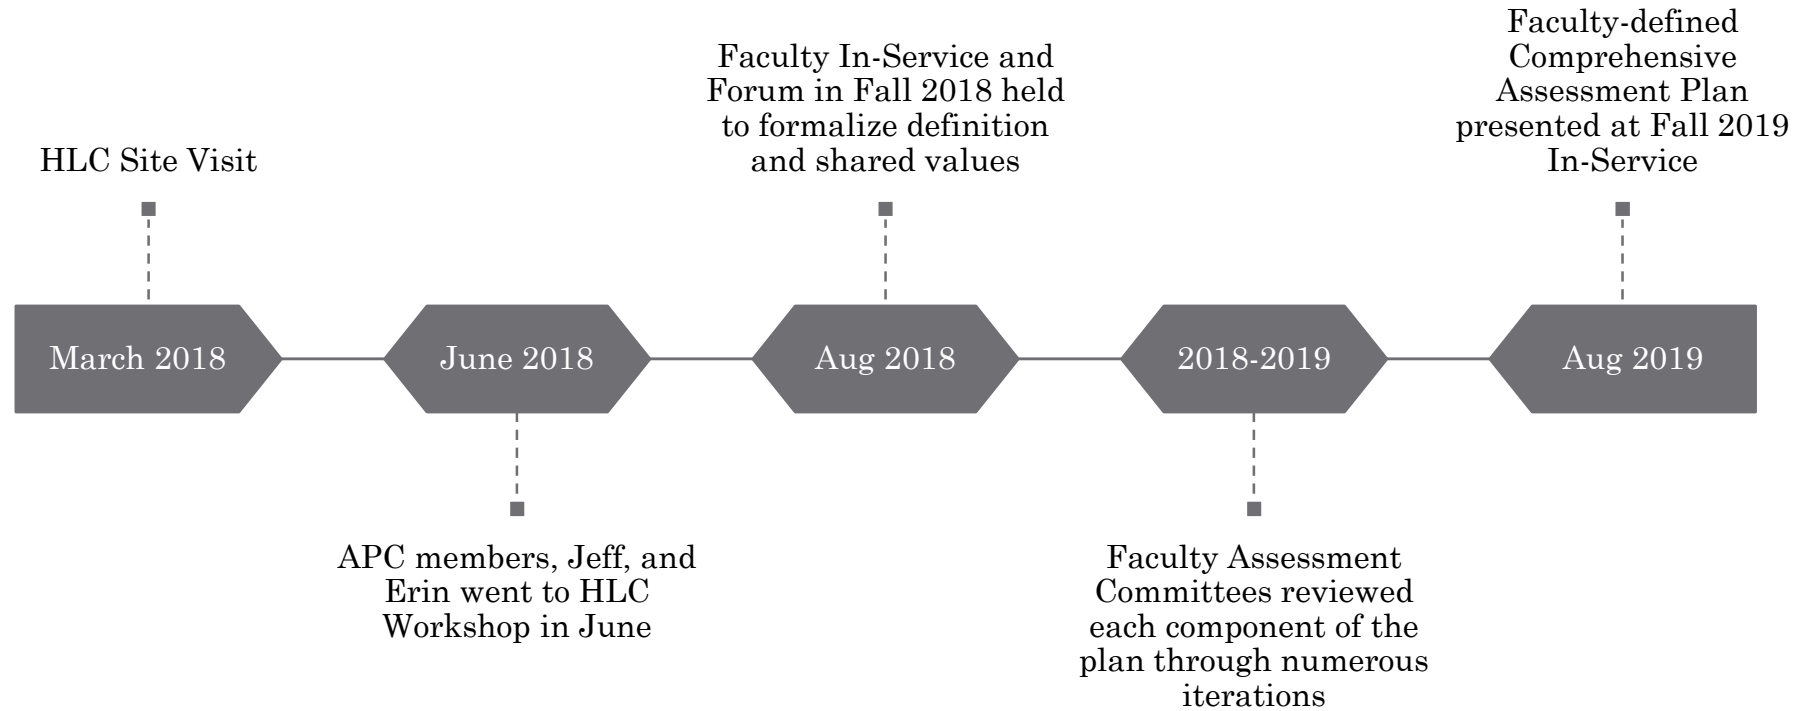 HLC Site Visit
March 2018
June 2018
APC members, Jeff, and
Erin went to HLC
Workshop in June
Faculty In-Service and
Forum in Fall 2018 held
to formalize definition
and shared values
Aug 2018
2018-2019
Faculty Assessment
Committees reviewed
each component of the
plan through numerous
iterations
Faculty-defined
Comprehensive
Assessment Plan
presented at Fall 2019
In-Service
Aug 2019